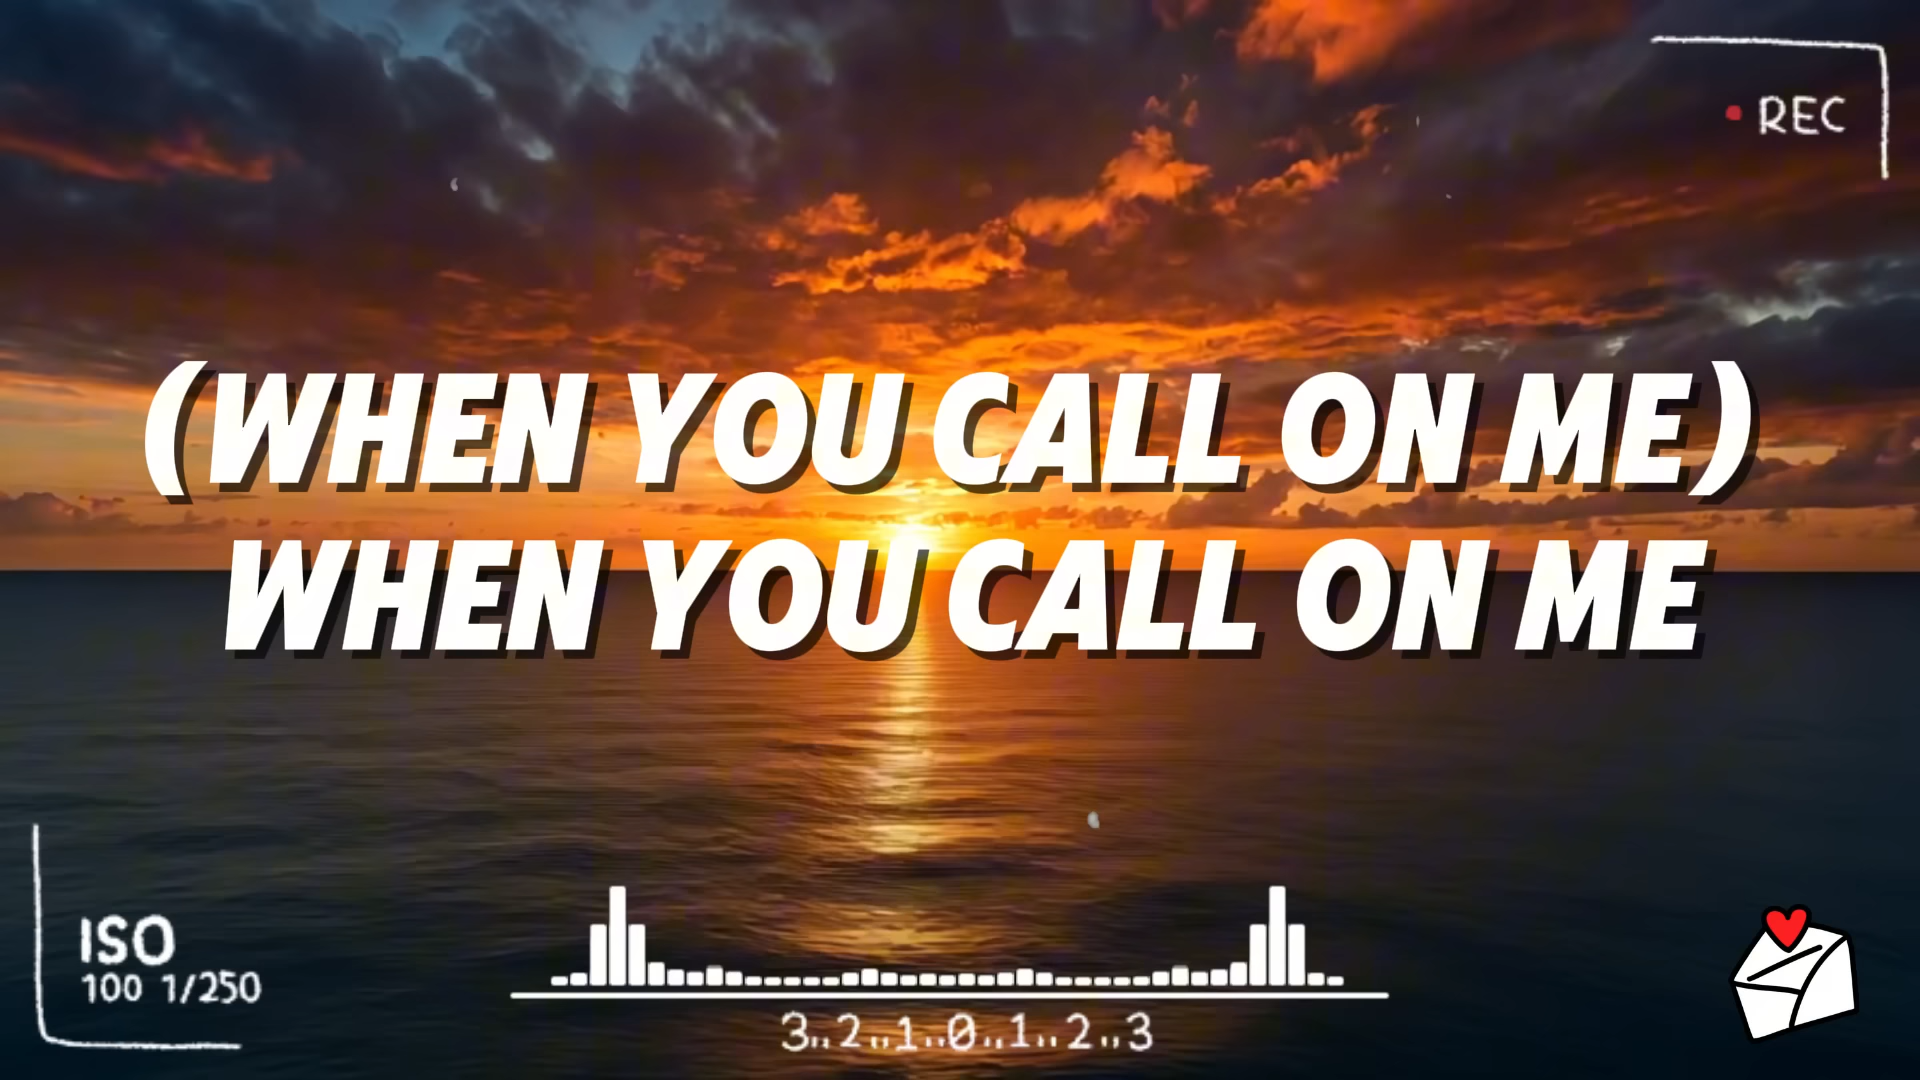 REC
(WHEN YOU CALL ON ME)
WHEN YOU CALL ON ME
ISO
100 1/250
3..2..1..0..1..2..3